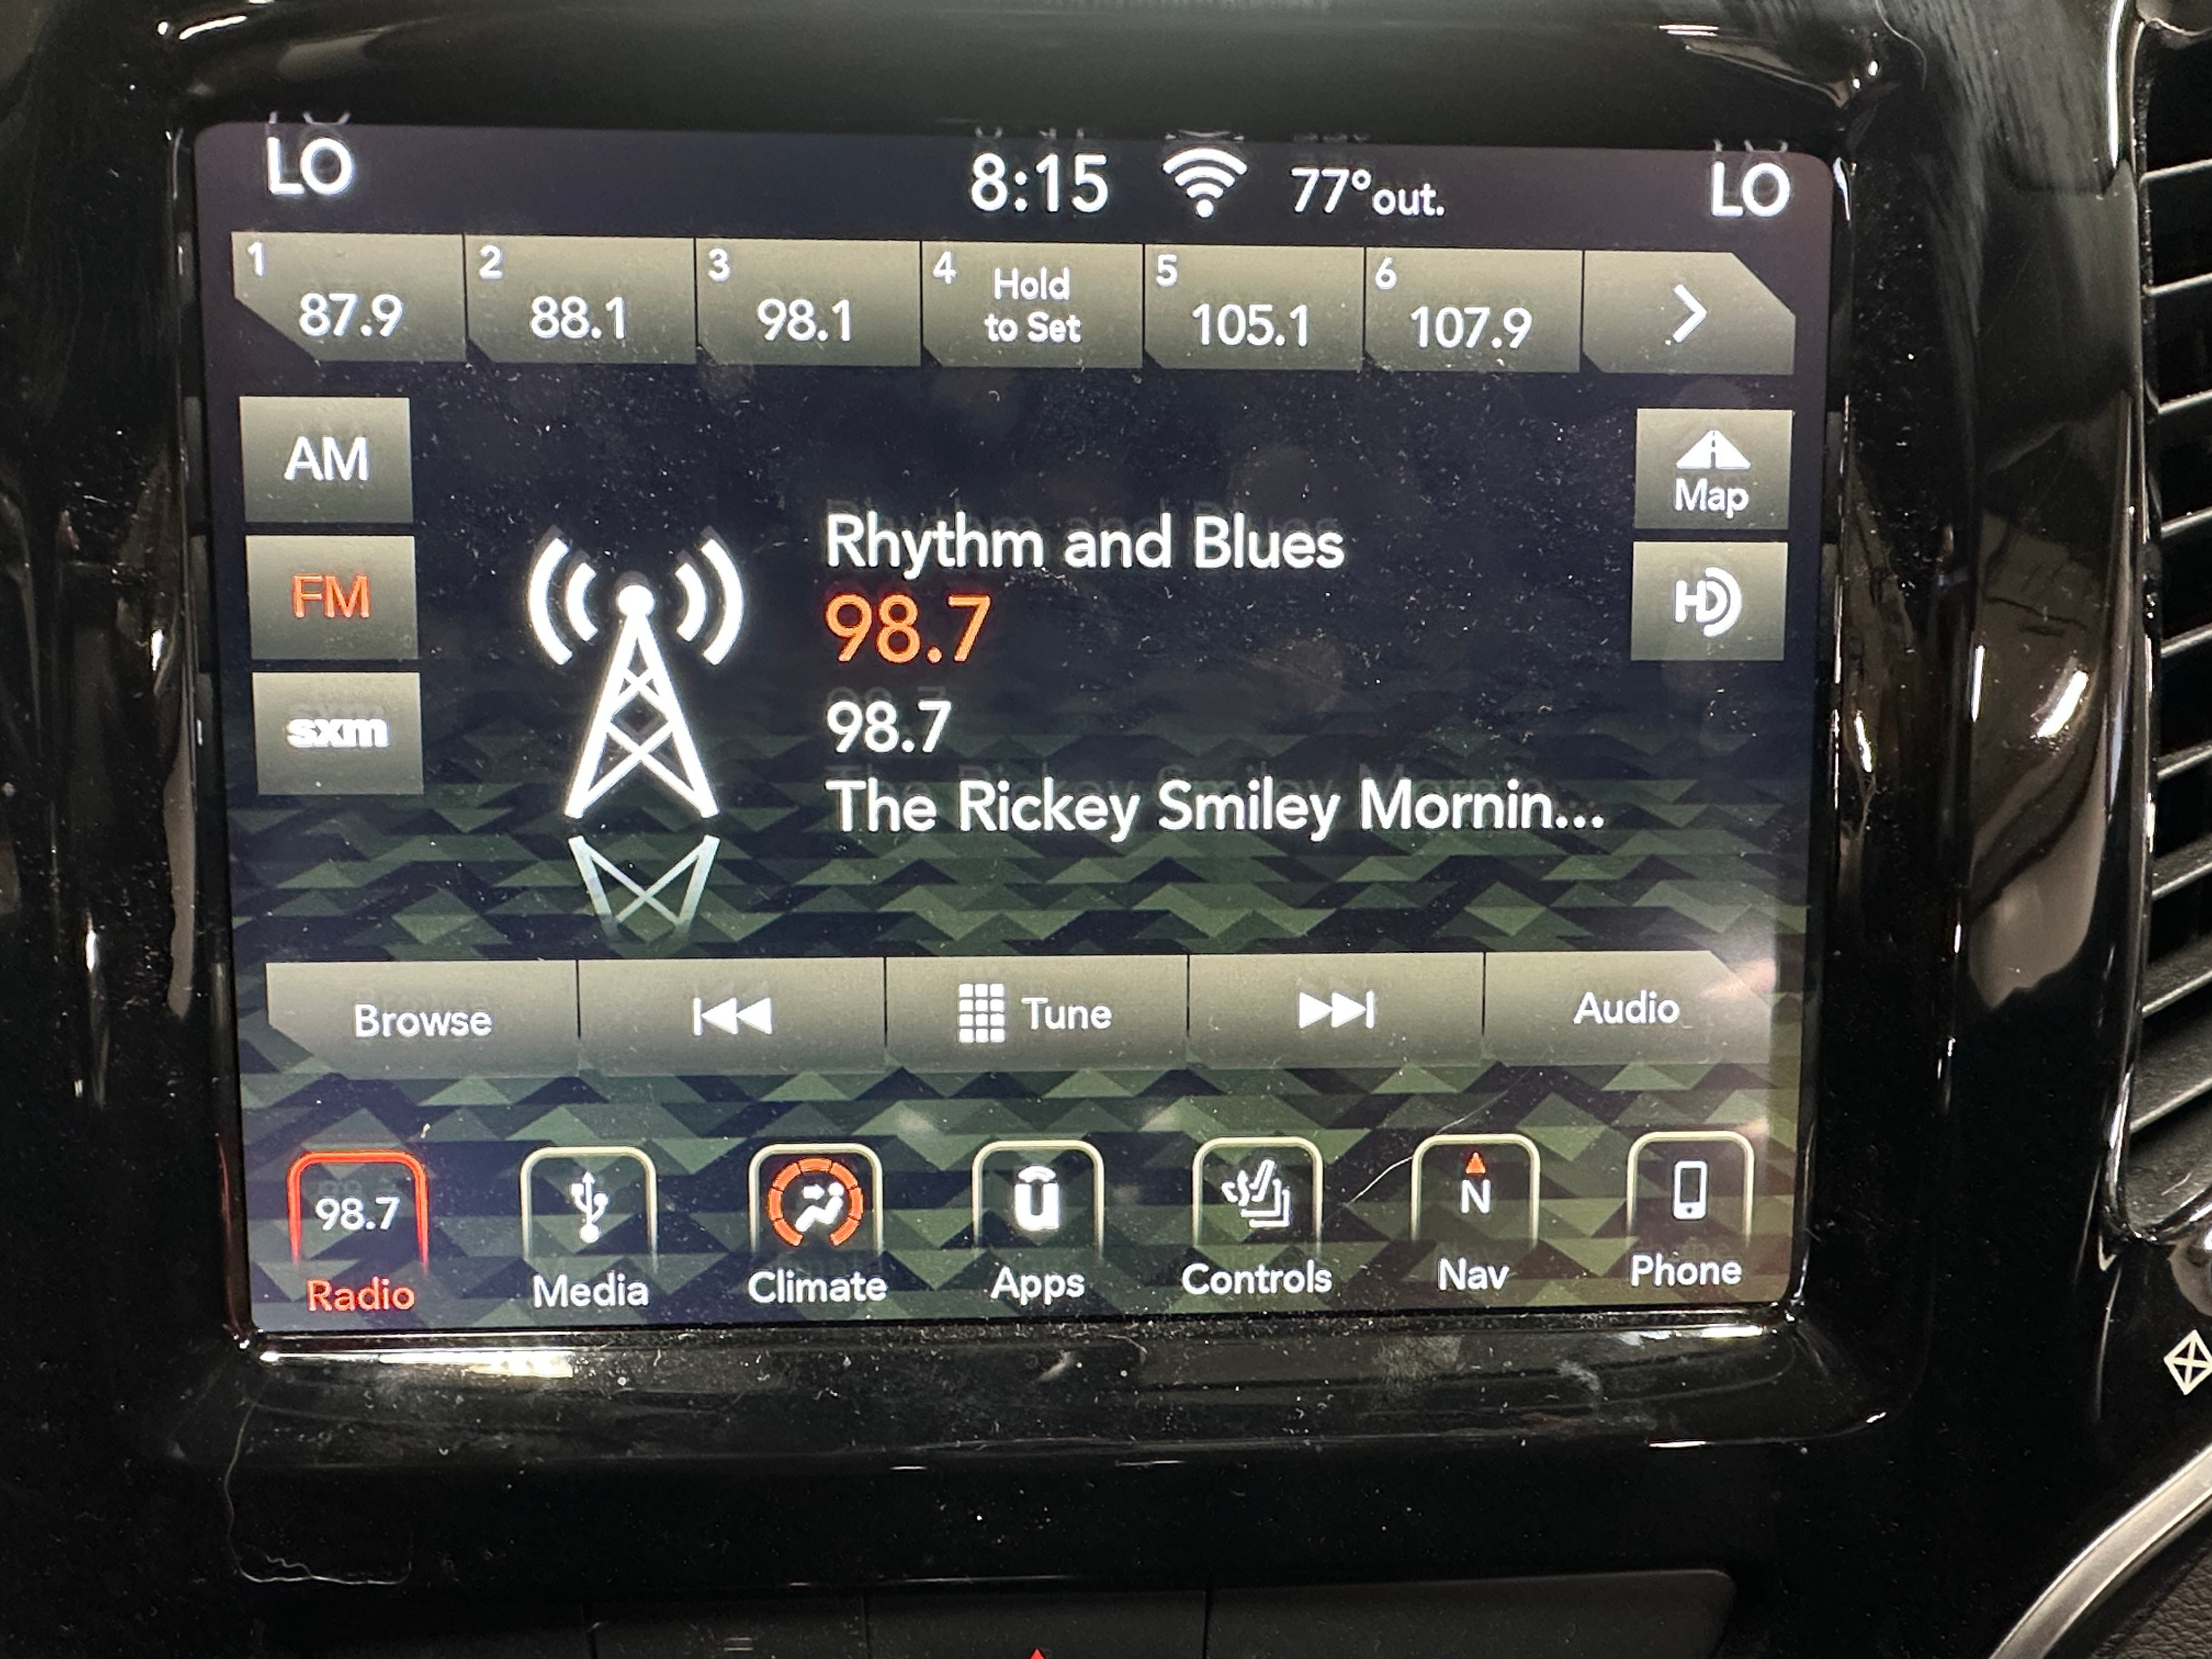 LO 8:15 77°out. LO
1 2 3 4 Hold 5 6
87.9 88.1 98.1 to Set 105.1 107.9
AM
Map
Rhythm and Blues
FM 98.7 HD
sxm 98.7
The Rickey Smiley Mornin...
Browse Tune Audio
98.7 u N
Radio Media Climate Apps Controls Nav Phone